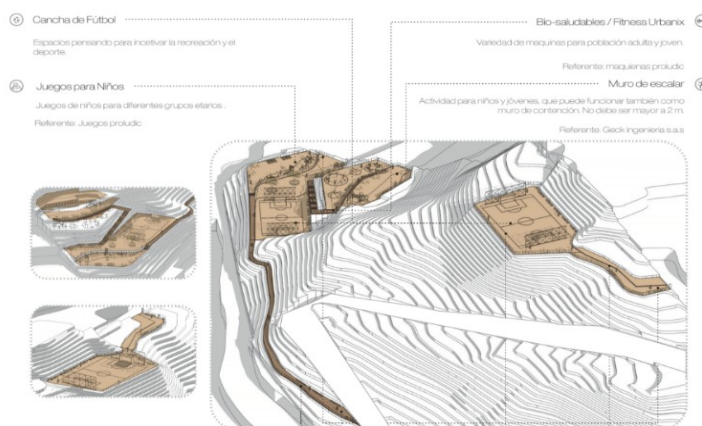 Cancha de Fútbol
Espacios pensando para incetivar la recreación y el
deporte.
Juegos para Niños
Juegos de niños para diferentes grupos etarios .
Referente: Juegos proludic
Bio-saludables / Fitness Urbanix
Variedad de maquinas para población adulta y joven.
Referente: maquienas proludic
Muro de escalar
Actividad para niños y jóvenes, que puede funcionar también como
muro de contención. No debe ser mayor a 2 m.
Referente: Geck ingenieria s.a.s